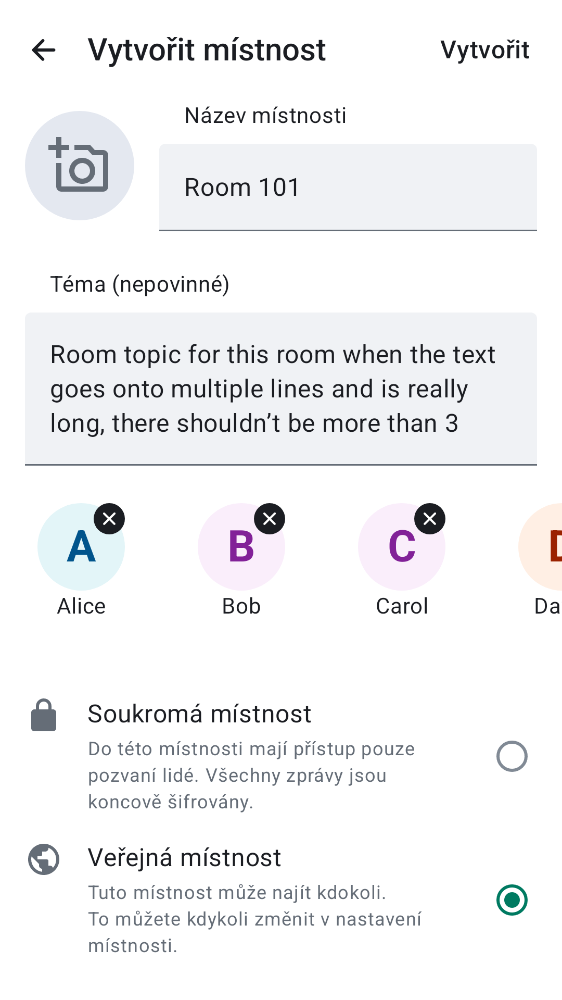 Vytvořit místnost
Vytvořit
Název místnosti
Room 101
Téma (nepovinné)
Room topic for this room when the text
goes onto multiple lines and is really
long, there shouldn’t be more than 3
A
B
C
D
Alice
Bob
Carol
Da
Soukromá místnost
Do této místnosti mají přístup pouze
pozvaní lidé. Všechny zprávy jsou
koncově šifrovány.
Veřejná místnost
Tuto místnost může najít kdokoli.
To můžete kdykoli změnit v nastavení
místnosti.